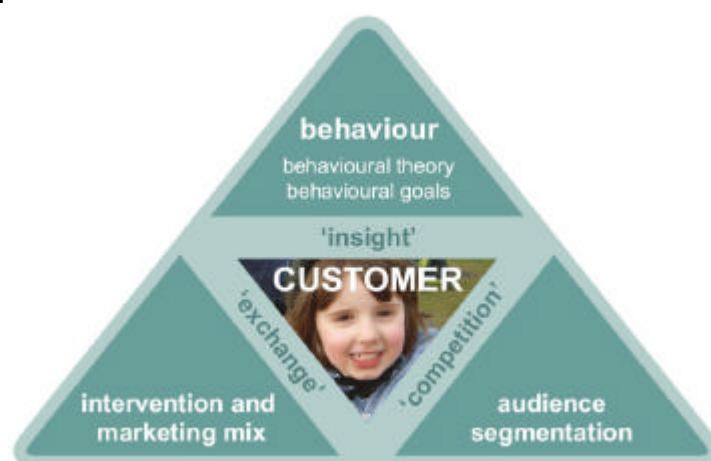 behaviour
behavioural theory
behavioural goals
'insight'
CUSTOMER
'exchange'
'competition'
intervention and
marketing mix
audience
segmentation